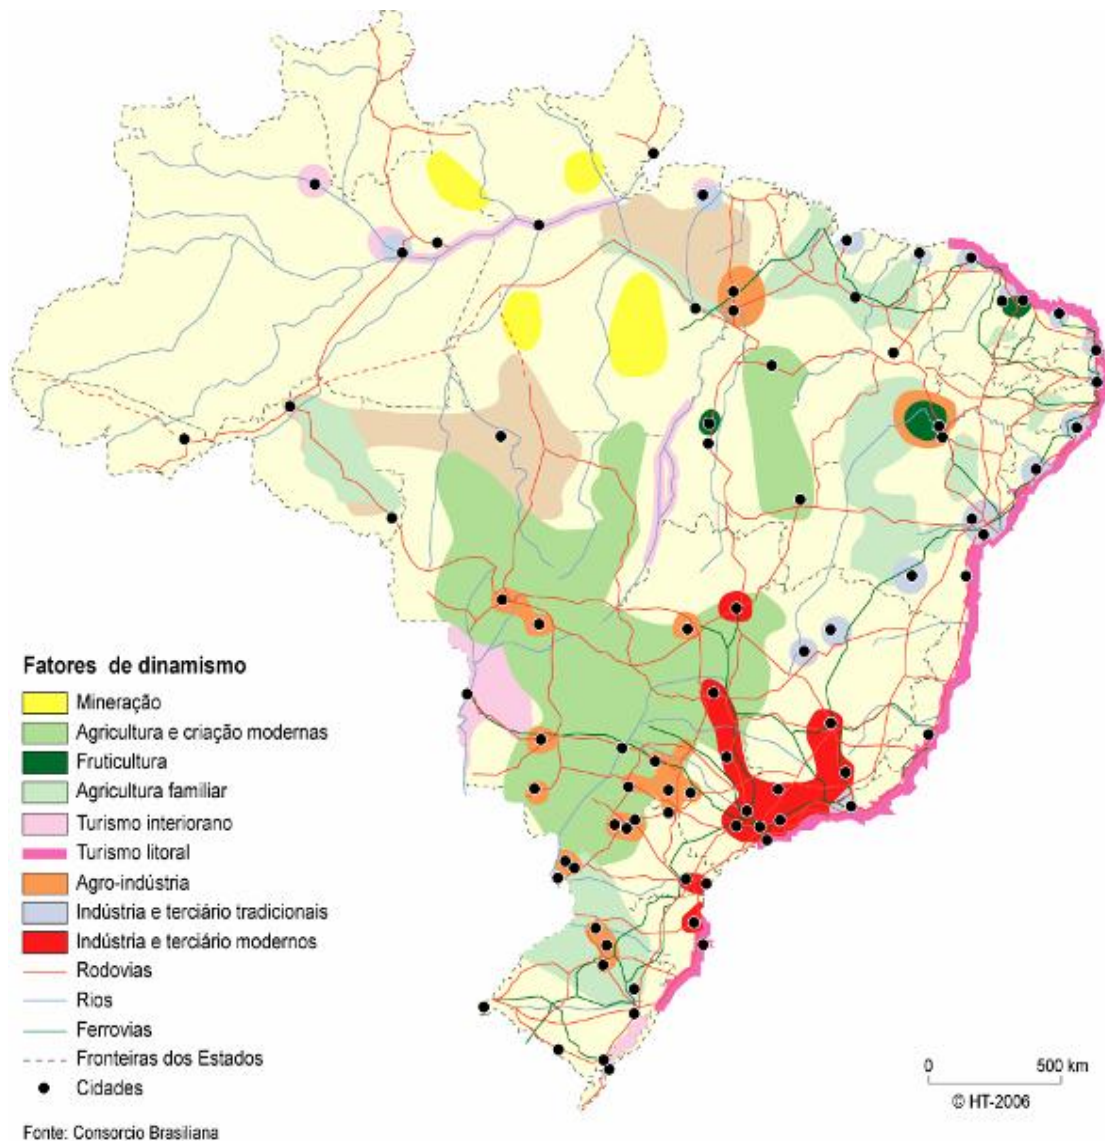 Fatores de dinamismo
Mineração
Agricultura e criação modernas
Fruticultura
Agricultura familiar
Turismo interiorano
Turismo litoral
Agro-indústria
Indústria e terciário tradicionais
Indústria e terciário modernos
Rodovias
Rios
Ferrovias
Fronteiras dos Estados
Cidades
Fonte: Consorcio Brasiliana
0 500 km
© HT-2006